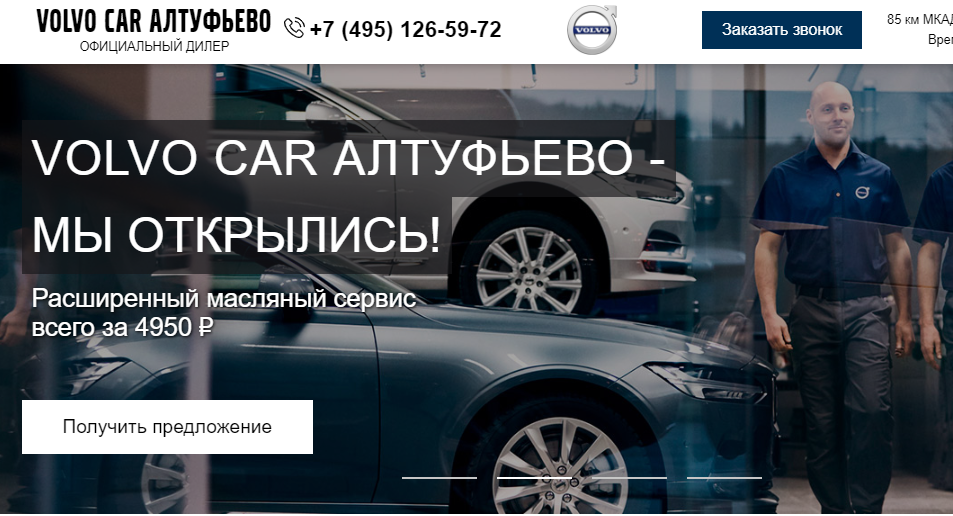 VOLVO CAR АЛТУФЬЕВО
ОФИЦИАЛЬНЫЙ ДИЛЕР
+7 (495) 126-59-72
VOLVO
Заказать звонок
85 км МКАД
VOLVO CAR АЛТУФЬЕВО -
МЫ ОТКРЫЛИСЬ!
Расширенный масляный сервис
всего за 4950 ₽
Получить предложение